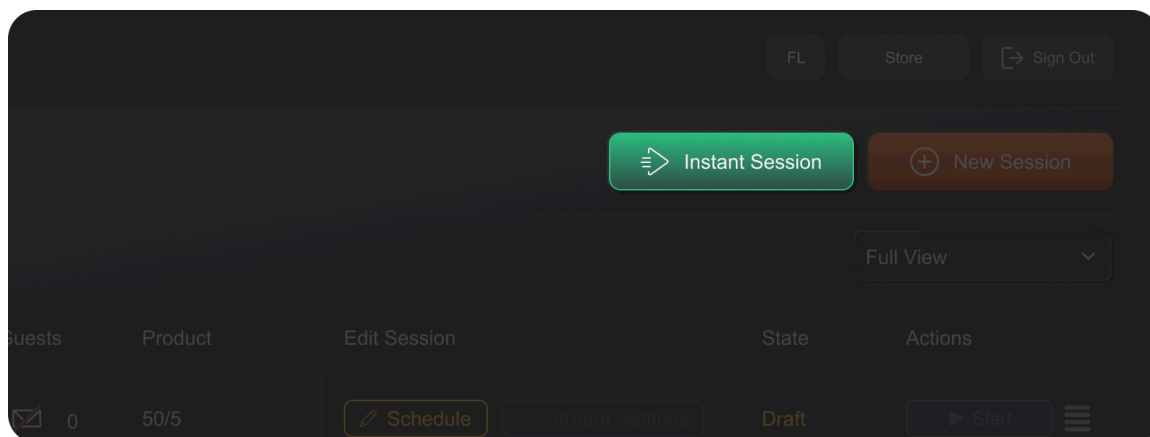 FL Store Sign Out
Instant Session New Session
Full View
Guests Product Edit Session State Actions
0 50/5 Schedule Stream Settings Draft Start